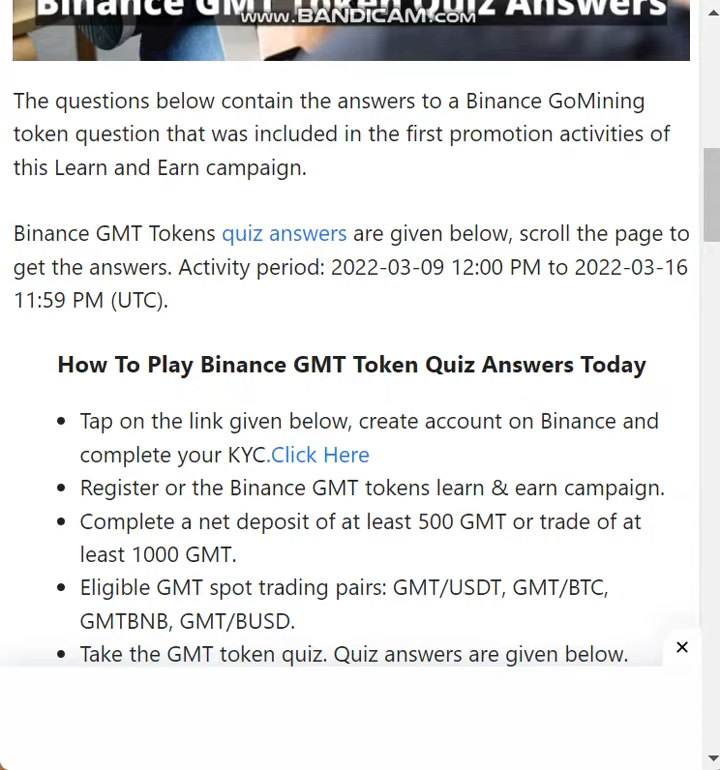 Binance GMT Token Quiz Answers
www.BANDICAM.COM
The questions below contain the answers to a Binance GoMining
token question that was included in the first promotion activities of
this Learn and Earn campaign.
Binance GMT Tokens quiz answers are given below, scroll the page to
get the answers. Activity period: 2022-03-09 12:00 PM to 2022-03-16
11:59 PM (UTC).
How To Play Binance GMT Token Quiz Answers Today
• Tap on the link given below, create account on Binance and
complete your KYC.Click Here
• Register or the Binance GMT tokens learn & earn campaign.
• Complete a net deposit of at least 500 GMT or trade of at
least 1000 GMT.
• Eligible GMT spot trading pairs: GMT/USDT, GMT/BTC,
GMTBNB, GMT/BUSD.
• Take the GMT token quiz. Quiz answers are given below.